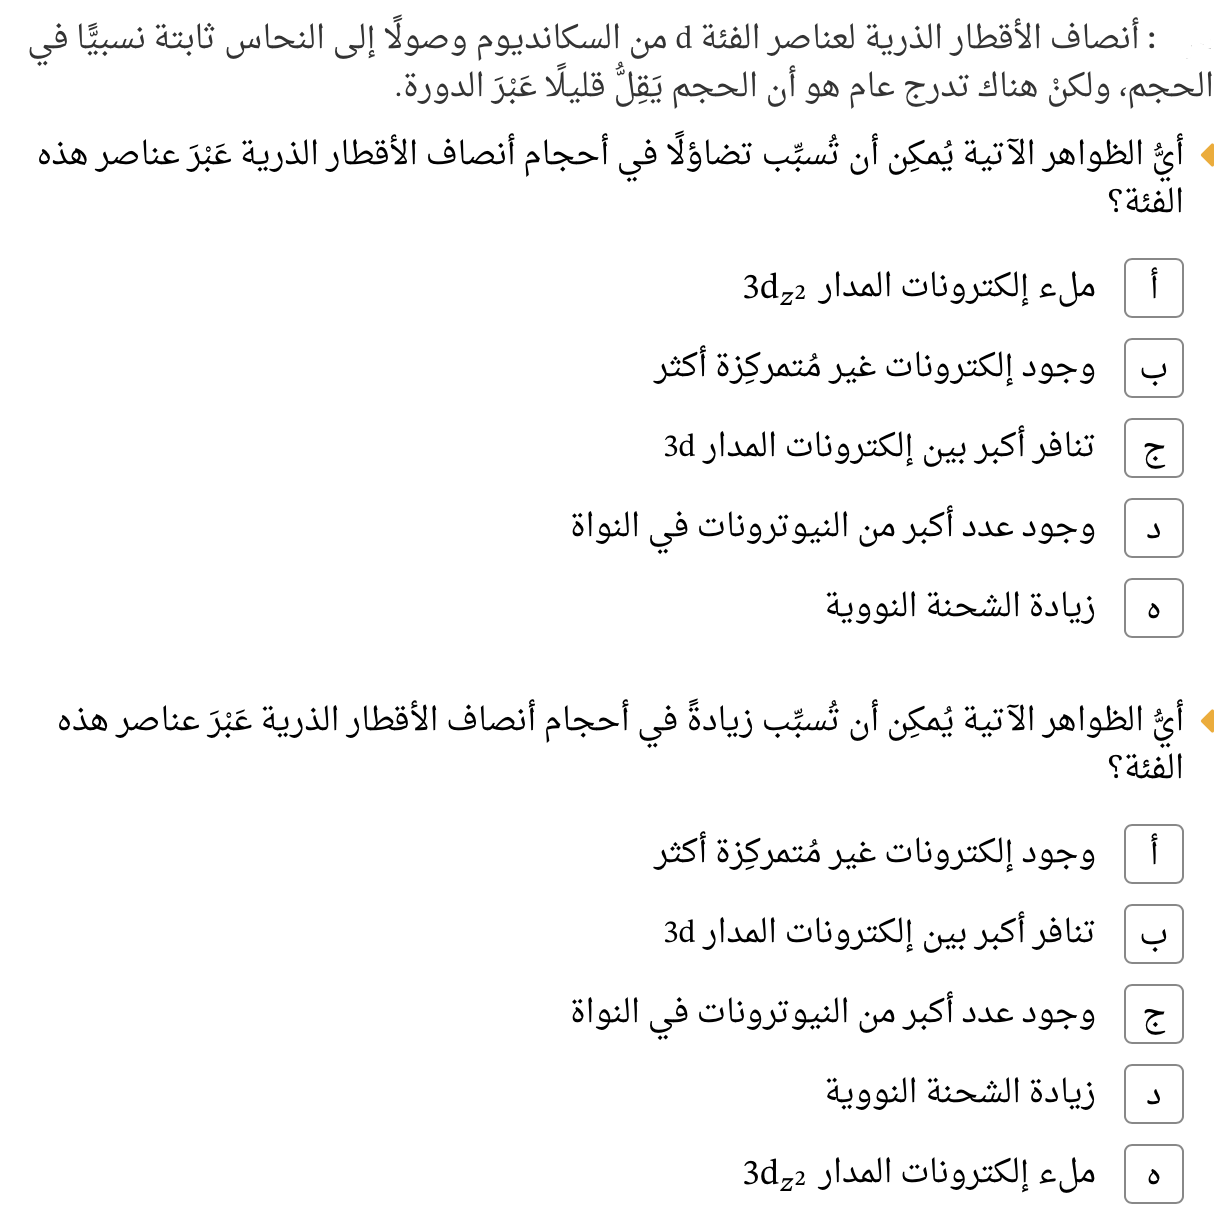 : أنصاف الأقطار الذرية لعناصر الفئة d من السكانديوم وصولًا إلى النحاس ثابتة نسبيًّا في
الحجم، ولكنْ هناك تدرج عام هو أن الحجم يَقِلُّ قليلًا عَبْرَ الدورة.
أيُّ الظواهر الآتية يُمكِن أن تُسبِّب تضاؤلًا في أحجام أنصاف الأقطار الذرية عَبْرَ عناصر هذه
الفئة؟
أ ملء إلكترونات المدار 3d_{z^2}
ب وجود إلكترونات غير مُتمركِزة أكثر
ج تنافر أكبر بين إلكترونات المدار 3d
د وجود عدد أكبر من النيوترونات في النواة
ه زيادة الشحنة النووية
أيُّ الظواهر الآتية يُمكِن أن تُسبِّب زيادةً في أحجام أنصاف الأقطار الذرية عَبْرَ عناصر هذه
الفئة؟
أ وجود إلكترونات غير مُتمركِزة أكثر
ب تنافر أكبر بين إلكترونات المدار 3d
ج وجود عدد أكبر من النيوترونات في النواة
د زيادة الشحنة النووية
ه ملء إلكترونات المدار 3d_{z^2}